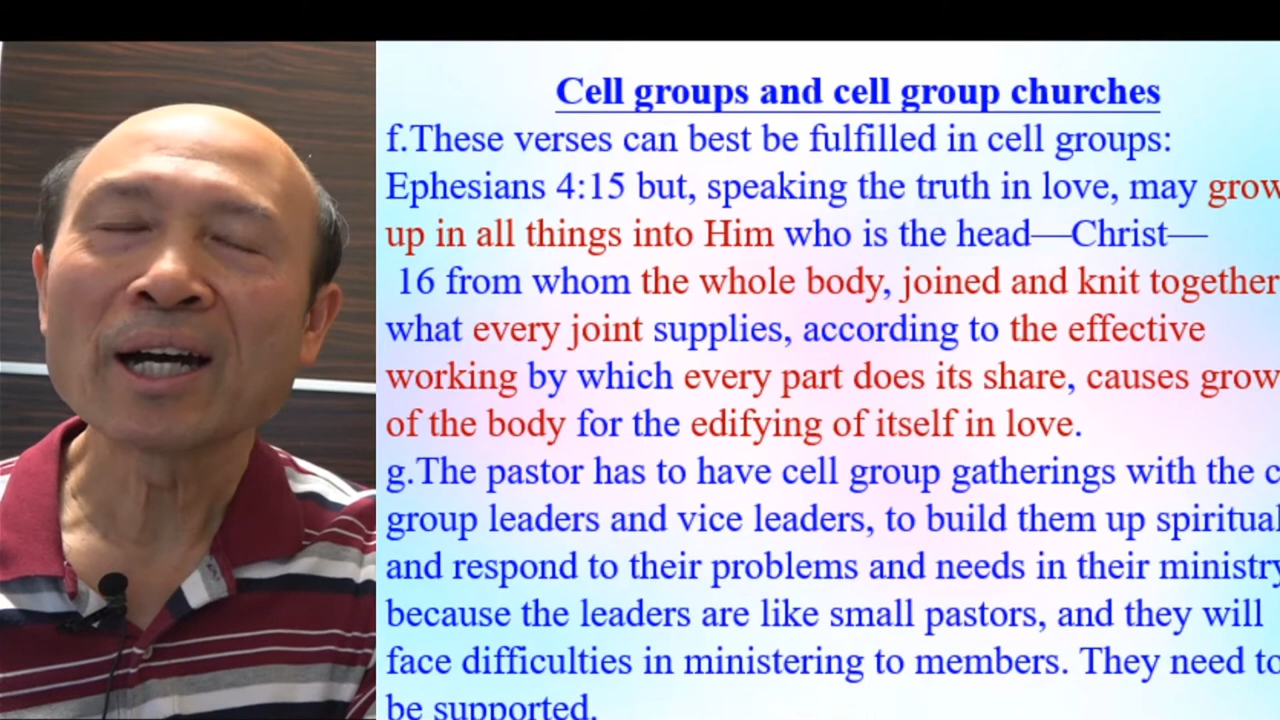 Cell groups and cell group churches
f.These verses can best be fulfilled in cell groups:
Ephesians 4:15 but, speaking the truth in love, may grow
up in all things into Him who is the head—Christ—
16 from whom the whole body, joined and knit together
what every joint supplies, according to the effective
working by which every part does its share, causes grow
of the body for the edifying of itself in love.
g.The pastor has to have cell group gatherings with the c
group leaders and vice leaders, to build them up spiritual
and respond to their problems and needs in their ministry
because the leaders are like small pastors, and they will
face difficulties in ministering to members. They need to
be supported.